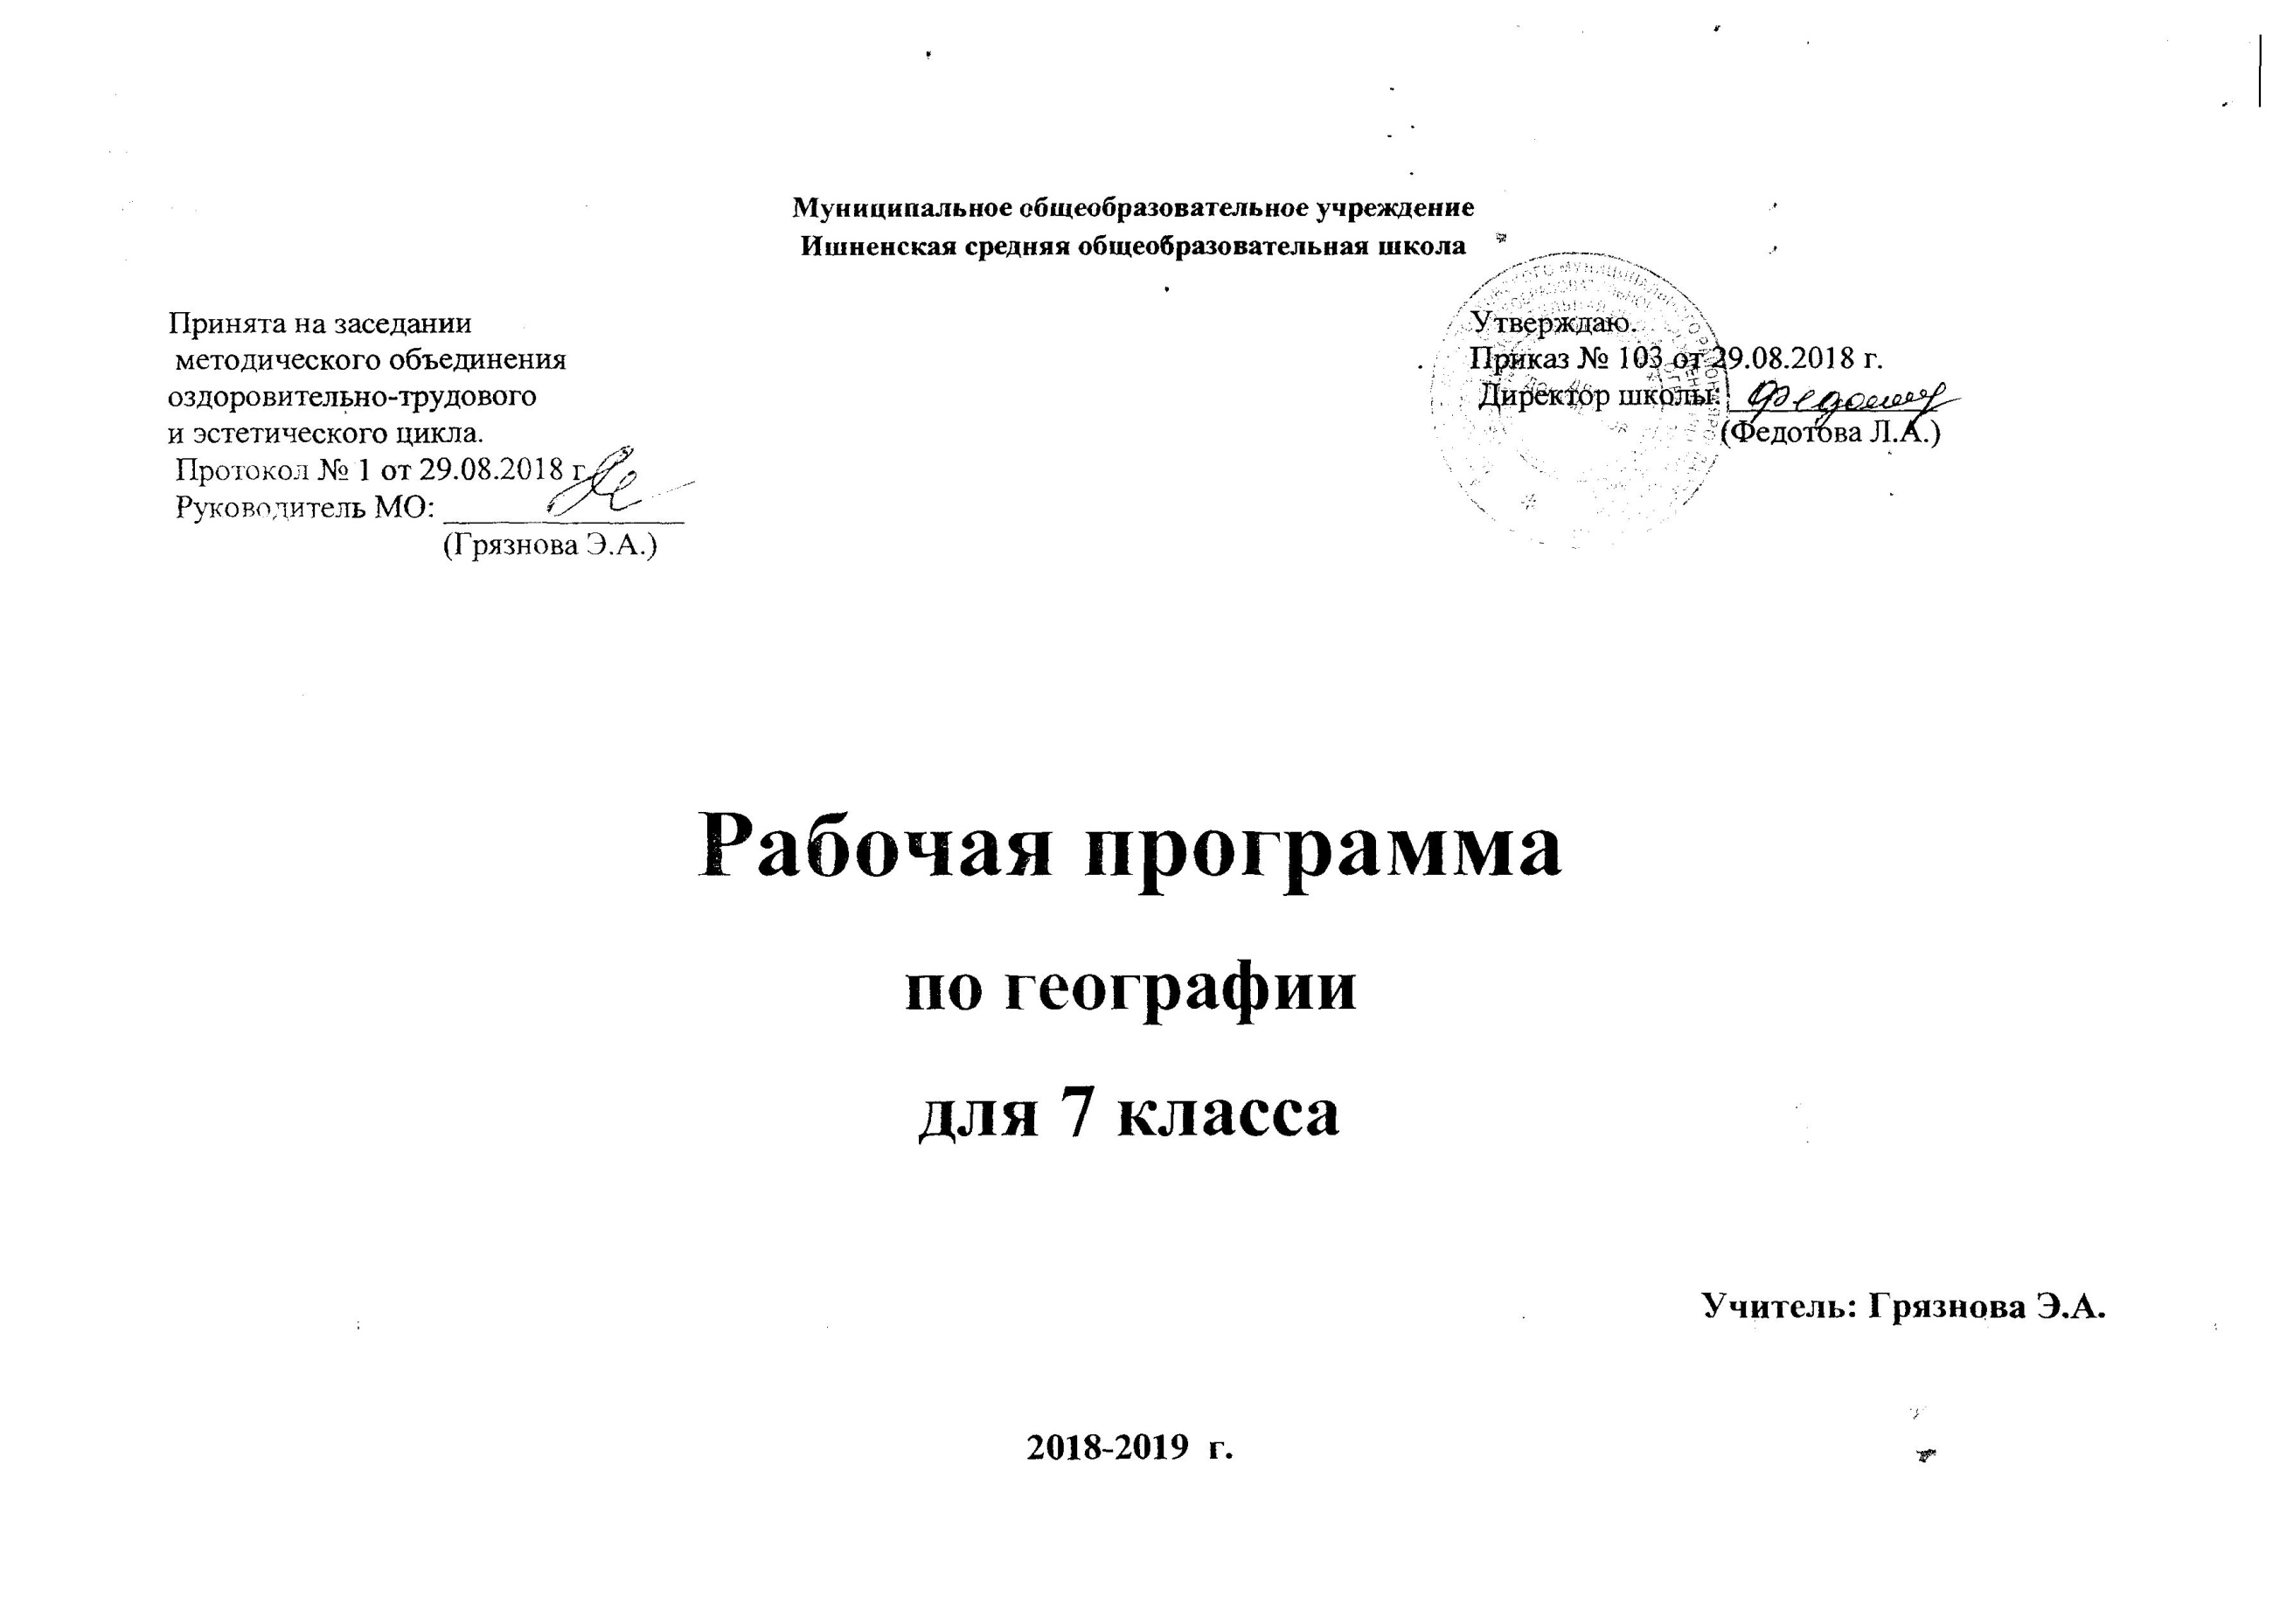 Муниципальное общеобразовательное учреждение
Ишненская средняя общеобразовательная школа
Принята на заседании
методического объединения
оздоровительно-трудового
и эстетического цикла.
Протокол № 1 от 29.08.2018 г.
Руководитель МО:
(Грязнова Э.А.)
Утверждаю.
Приказ № 103 от 29.08.2018 г.
Директор школы:
(Федотова Л.А.)
Рабочая программа
по географии
для 7 класса
Учитель: Грязнова Э.А.
2018-2019 г.